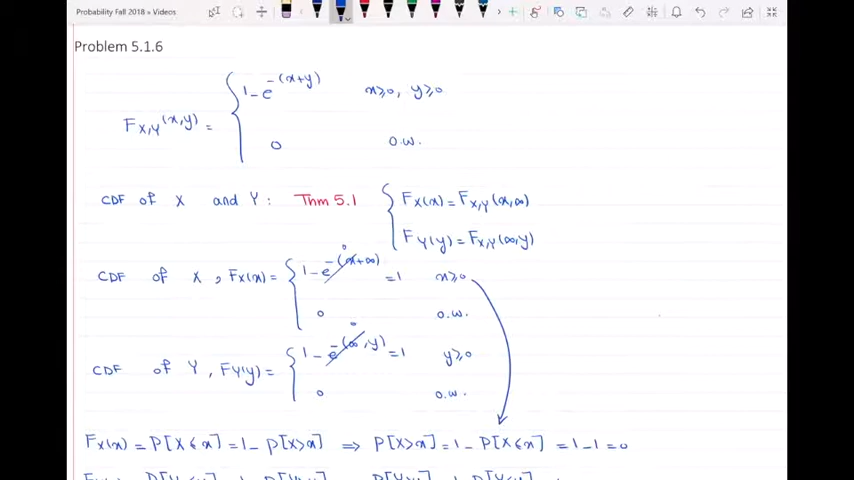 Probability Fall 2018 » Videos
Problem 5.1.6
F_{X,Y}(x,y) = { 1 - e^{-(x+y)}   x≥0, y≥0
0   o.w.
CDF of X and Y: Thm 5.1 { F_X(x) = F_{X,Y}(x,∞)
F_Y(y) = F_{X,Y}(∞,y)
CDF of X, F_X(x) = { 1 - e^{-(x+∞)} 0 = 1   x≥0
0   o.w.
CDF of Y, F_Y(y) = { 1 - e^{-(∞,y)} 0 = 1   y≥0
0   o.w.
F_X(x) = P[X≤x] = 1 - P[X>x] ⇒ P[X>x] = 1 - P[X≤x] = 1-1 = 0